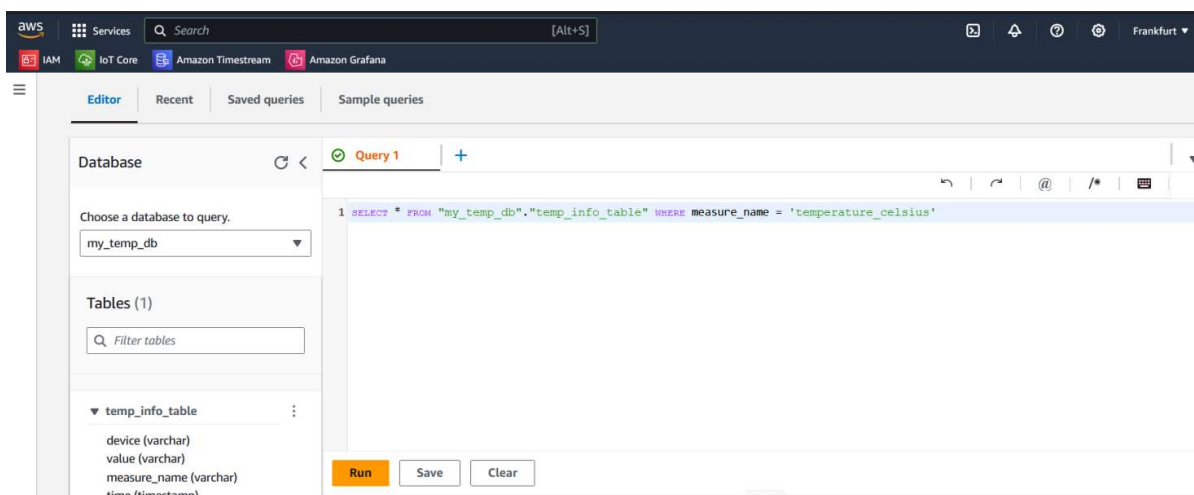 aws
Services
Search
[Alt+S]
Frankfurt ▼
IAM
IoT Core
Amazon Timestream
Amazon Grafana
Editor
Recent
Saved queries
Sample queries
Database
Query 1
+
@
/*
Choose a database to query.
my_temp_db
1 SELECT * FROM "my_temp_db"."temp_info_table" WHERE measure_name = 'temperature_celsius'
Tables (1)
Filter tables
temp_info_table
device (varchar)
value (varchar)
measure_name (varchar)
time (timestamp)
Run
Save
Clear